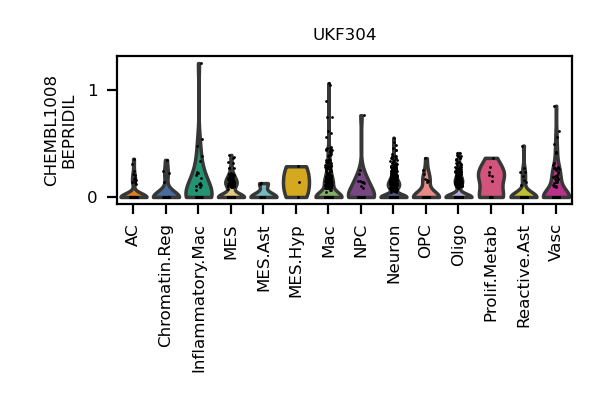 UKF304
CHEMBL1008
BEPRIDIL
1
0
AC
Chromatin.Reg
Inflammatory.Mac
MES
MES.Ast
MES.Hyp
Mac
NPC
Neuron
OPC
Oligo
Prolif.Metab
Reactive.Ast
Vasc